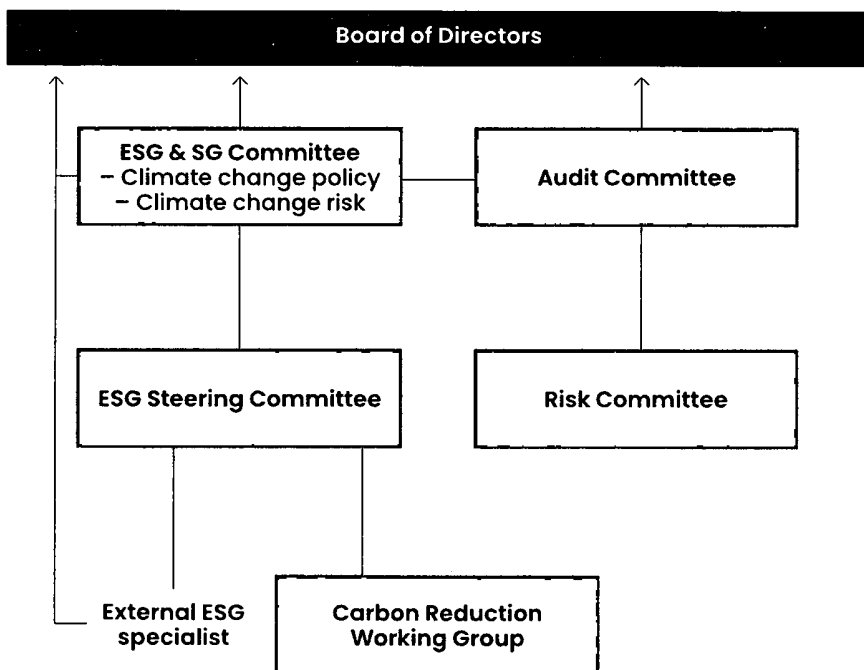 Board of Directors
ESG & SG Committee
– Climate change policy
– Climate change risk
Audit Committee
ESG Steering Committee
Risk Committee
External ESG
specialist
Carbon Reduction
Working Group